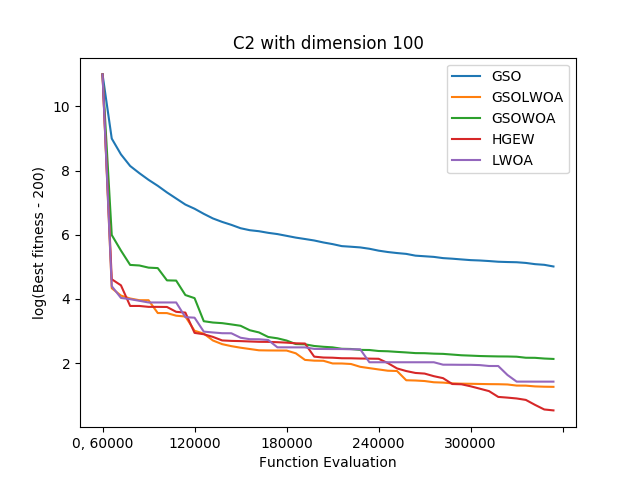 C2 with dimension 100
log(Best fitness - 200)
10
8
6
4
2
GSO
GSOLWOA
GSOWOA
HGEW
LWOA
0, 60000 120000 180000 240000 300000
Function Evaluation